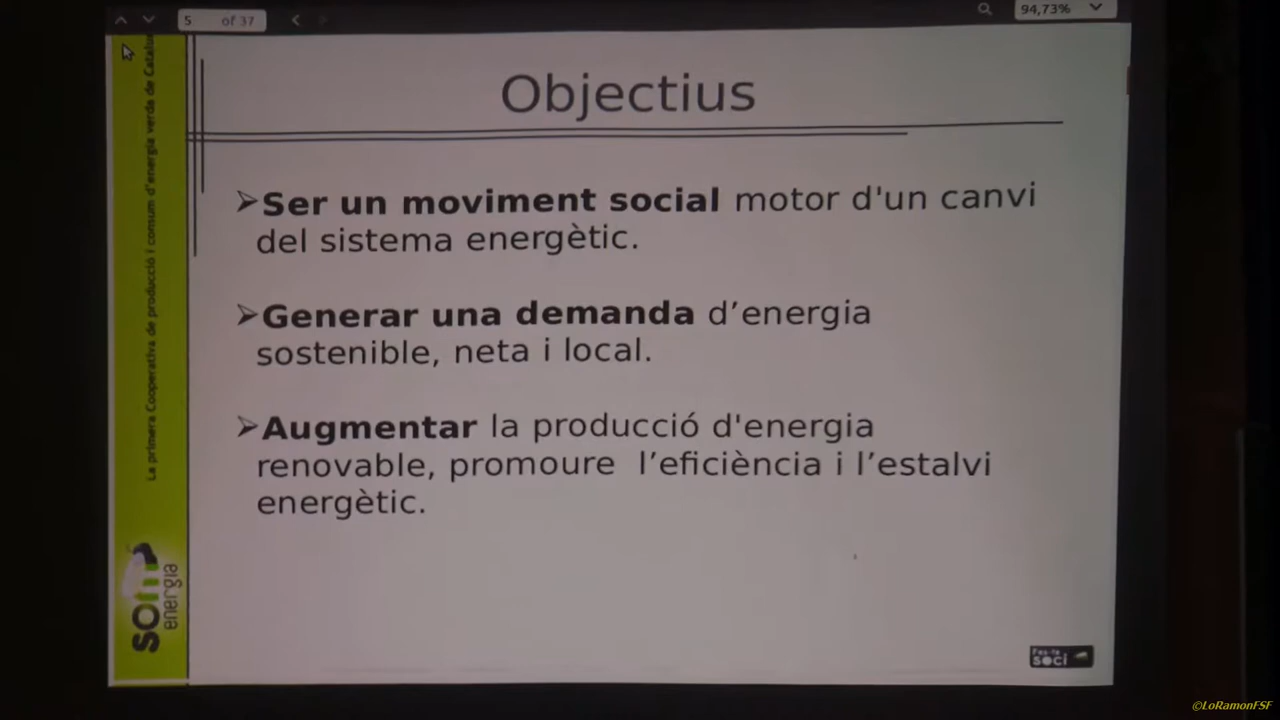 5 of 37
94,73%
Objectius
➢Ser un moviment social motor d'un canvi
del sistema energètic.
➢Generar una demanda d’energia
sostenible, neta i local.
➢Augmentar la producció d'energia
renovable, promoure l’eficiència i l’estalvi
energètic.
La primera Cooperativa de producció i consum d'energia verda de Catalu
som
energia
Fes-te
soci
©LoRamonFSF